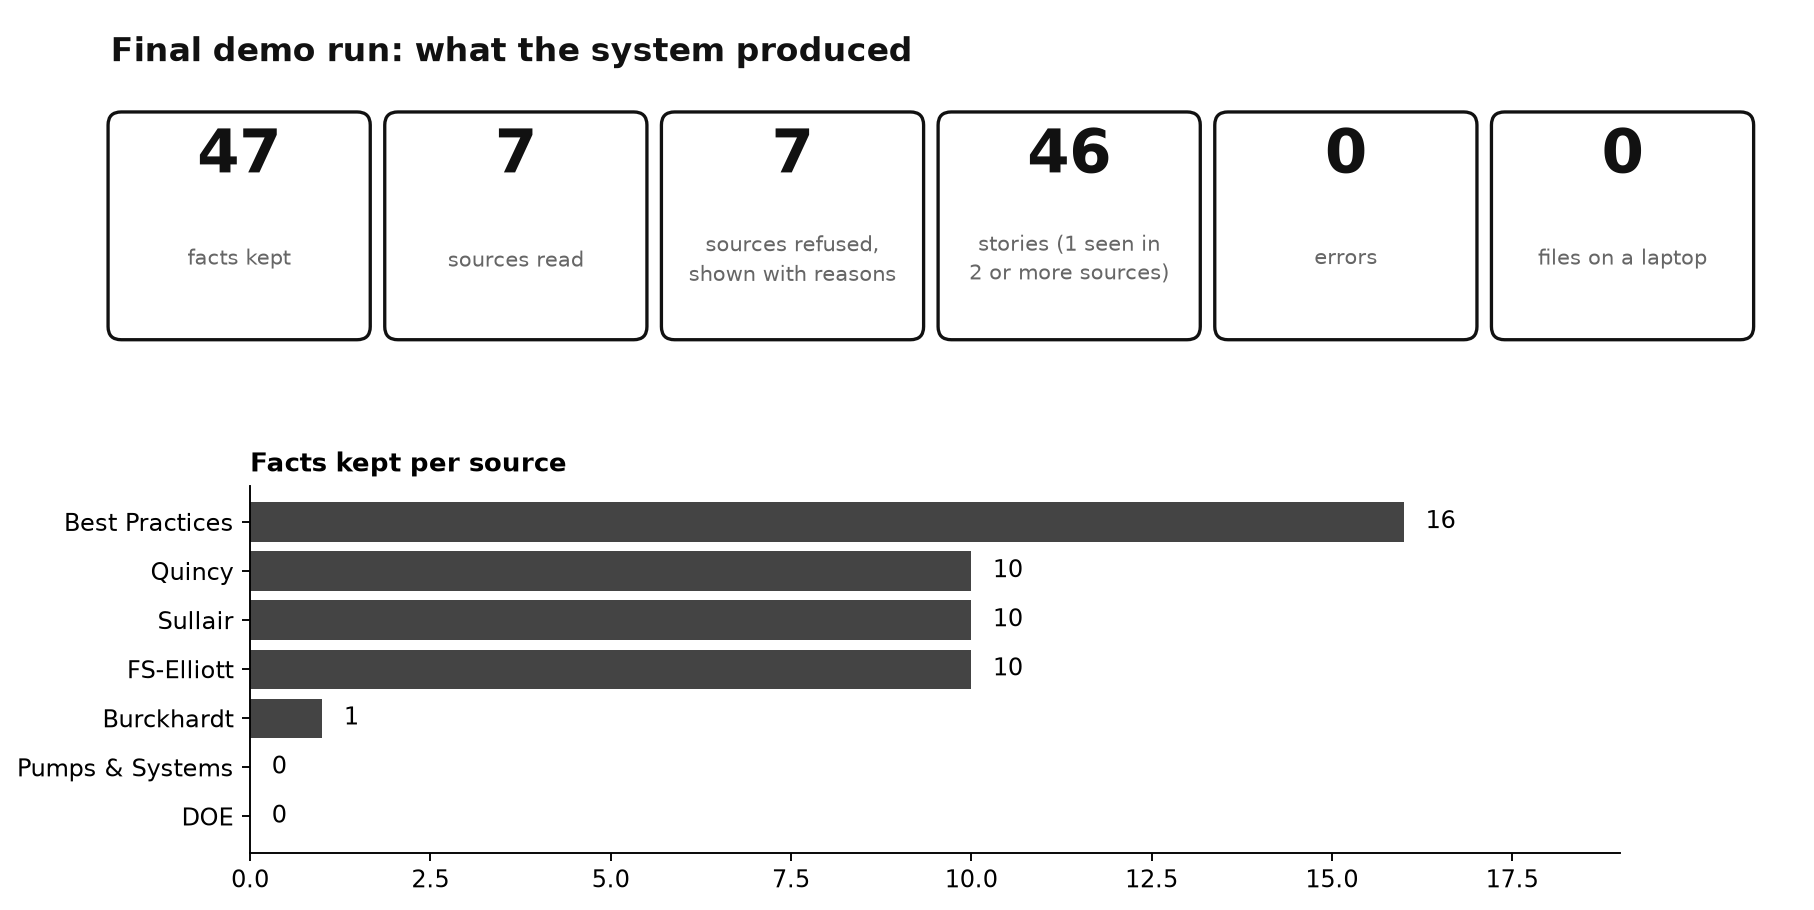 Final demo run: what the system produced
47
facts kept
7
sources read
7
sources refused,
shown with reasons
46
stories (1 seen in
2 or more sources)
0
errors
0
files on a laptop
Facts kept per source
Best Practices
16
Quincy
10
Sullair
10
FS-Elliott
10
Burckhardt
1
Pumps & Systems
0
DOE
0
0.0 2.5 5.0 7.5 10.0 12.5 15.0 17.5